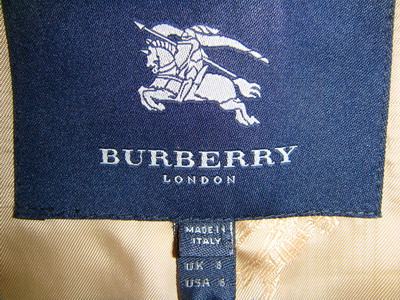 BURBERRY
LONDON
MADE IN
ITALY
UK 8
USA 6